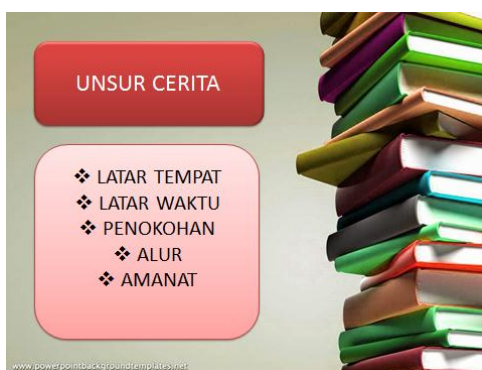 UNSUR CERITA
❖ LATAR TEMPAT
❖ LATAR WAKTU
❖ PENOKOHAN
❖ ALUR
❖ AMANAT
www.powerpointbackgroundtemplates.net